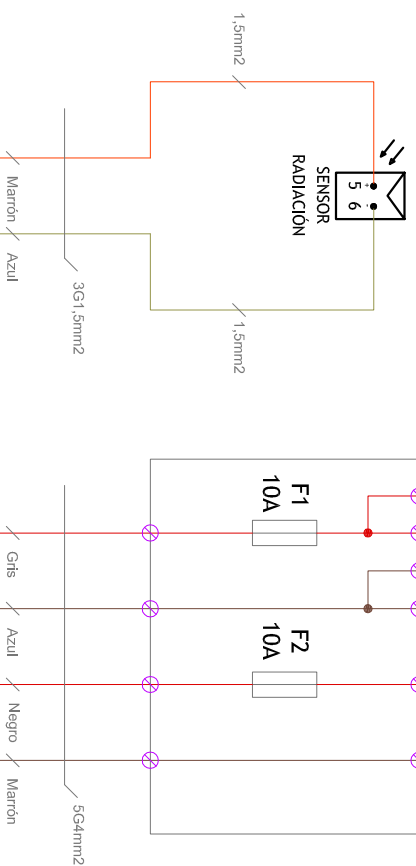 1,5mm2
SENSOR
RADIACIÓN
5 + - 6
Marrón
Azul
3G1,5mm2
1,5mm2
F1
10A
F2
10A
Gris
Azul
Negro
Marrón
5G4mm2